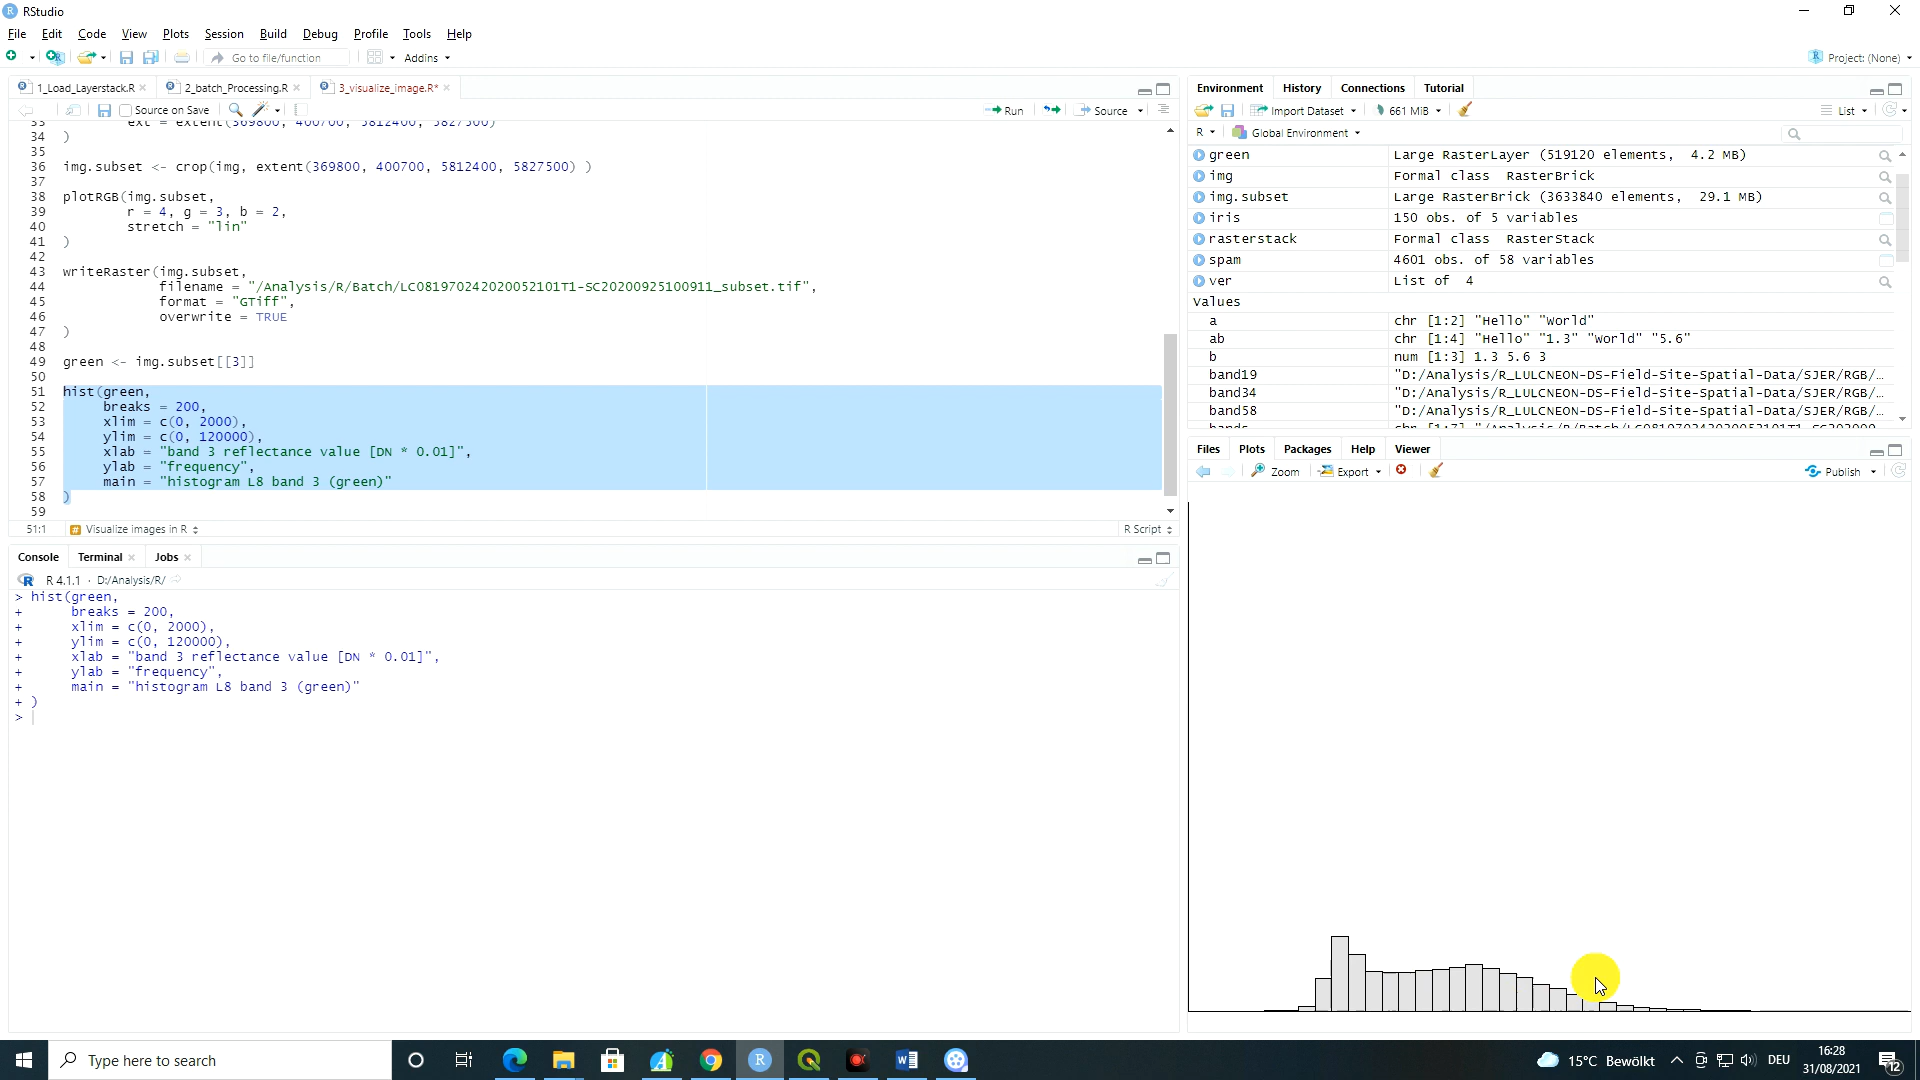 RStudio
File Edit Code View Plots Session Build Debug Profile Tools Help
Go to file/function Addins Project: (None)
1_Load_Layerstack.R 2_batch_Processing.R 3_visualize_image.R*
Source on Save Run Source
33 ext = extent(369800, 400700, 5812400, 5827500)
34 )
35
36 img.subset <- crop(img, extent(369800, 400700, 5812400, 5827500) )
37
38 plotRGB(img.subset,
39 r = 4, g = 3, b = 2,
40 stretch = "lin"
41 )
42
43 writeRaster(img.subset,
44 filename = "/Analysis/R/Batch/LC081970242020052101T1-SC20200925100911_subset.tif",
45 format = "GTiff",
46 overwrite = TRUE
47 )
48
49 green <- img.subset[[3]]
50
51 hist(green,
52 breaks = 200,
53 xlim = c(0, 2000),
54 ylim = c(0, 120000),
55 xlab = "band 3 reflectance value [DN * 0.01]",
56 ylab = "frequency",
57 main = "histogram L8 band 3 (green)"
58 )
59
51:1 Visualize images in R R Script
Console Terminal Jobs
R 4.1.1 · D:/Analysis/R/
> hist(green,
+ breaks = 200,
+ xlim = c(0, 2000),
+ ylim = c(0, 120000),
+ xlab = "band 3 reflectance value [DN * 0.01]",
+ ylab = "frequency",
+ main = "histogram L8 band 3 (green)"
+ )
>
Environment History Connections Tutorial
Import Dataset 661 MiB List
R Global Environment
green Large RasterLayer (519120 elements, 4.2 MB)
img Formal class RasterBrick
img.subset Large RasterBrick (3633840 elements, 29.1 MB)
iris 150 obs. of 5 variables
rasterstack Formal class RasterStack
spam 4601 obs. of 58 variables
ver List of 4
Values
a chr [1:2] "Hello" "World"
ab chr [1:4] "Hello" "1.3" "World" "5.6"
b num [1:3] 1.3 5.6 3
band19 "D:/Analysis/R_LULCNEON-DS-Field-Site-Spatial-Data/SJER/RGB/…
band34 "D:/Analysis/R_LULCNEON-DS-Field-Site-Spatial-Data/SJER/RGB/…
band58 "D:/Analysis/R_LULCNEON-DS-Field-Site-Spatial-Data/SJER/RGB/…
Files Plots Packages Help Viewer
Zoom Export Publish
Type here to search
15°C Bewölkt DEU
16:28
31/08/2021
12